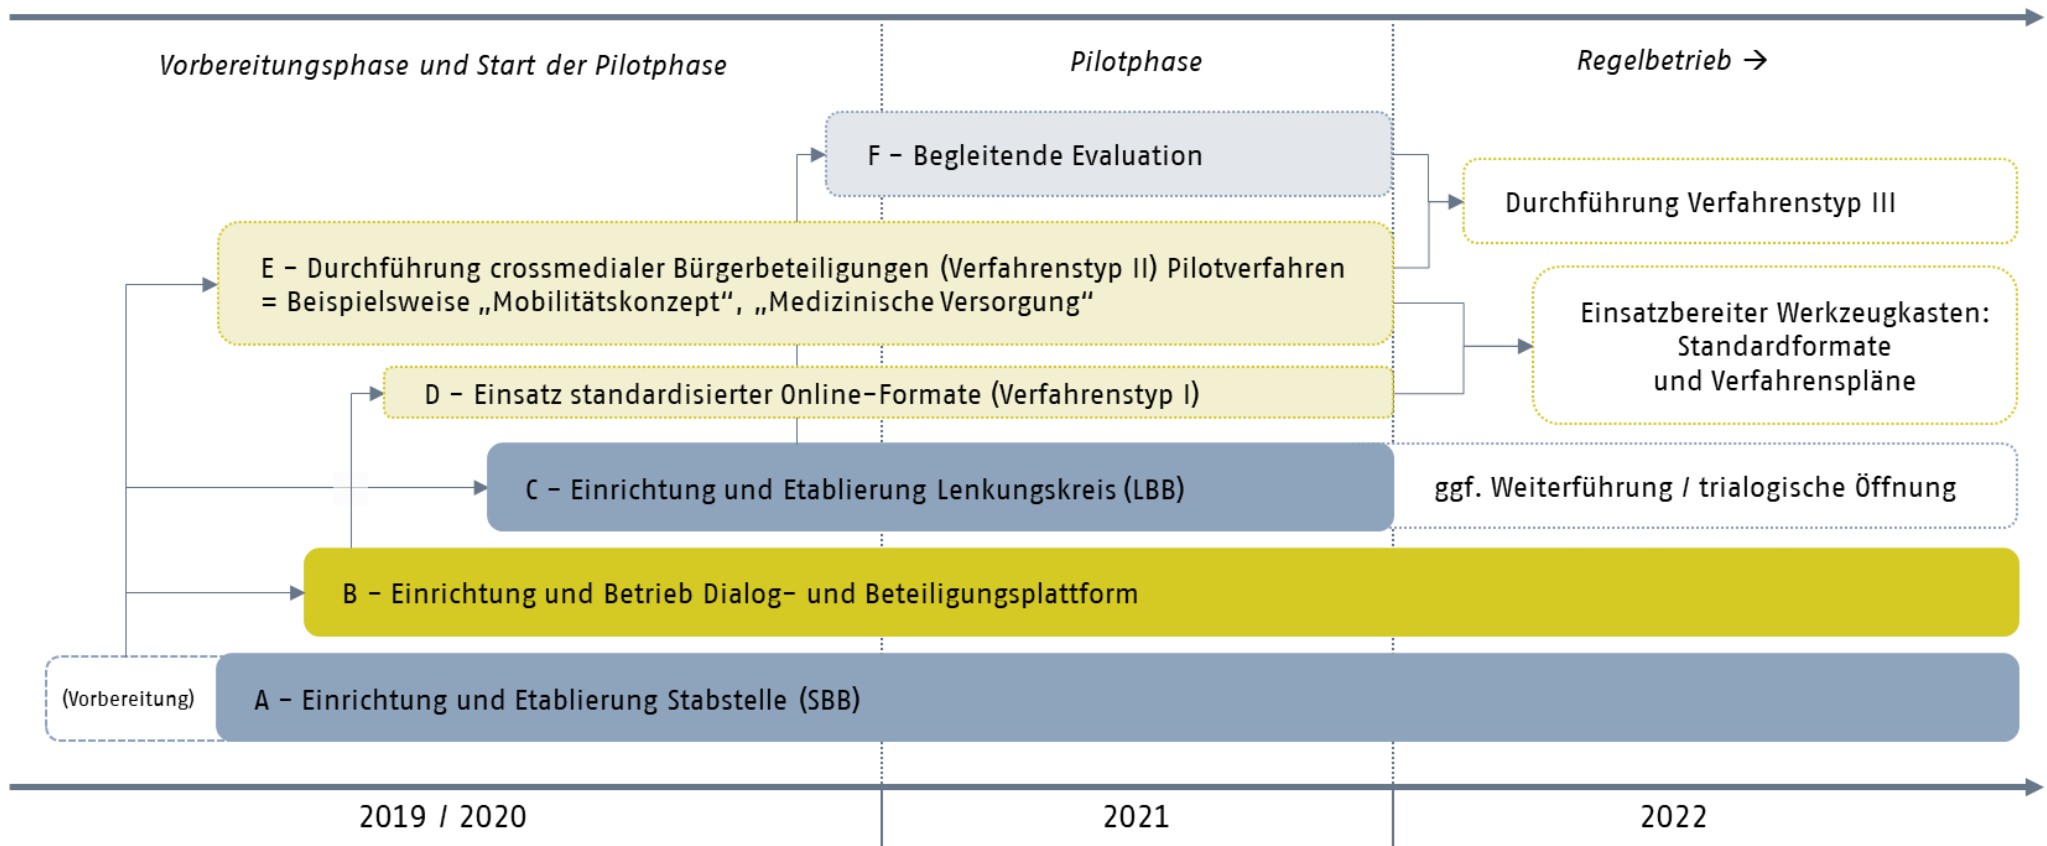 Vorbereitungsphase und Start der Pilotphase
Pilotphase
Regelbetrieb →
F – Begleitende Evaluation
Durchführung Verfahrenstyp III
E – Durchführung crossmedialer Bürgerbeteiligungen (Verfahrenstyp II) Pilotverfahren
= Beispielsweise „Mobilitätskonzept“, „Medizinische Versorgung“
Einsatzbereiter Werkzeugkasten:
Standardformate
und Verfahrenspläne
D – Einsatz standardisierter Online-Formate (Verfahrenstyp I)
C – Einrichtung und Etablierung Lenkungskreis (LBB)
ggf. Weiterführung / trialogische Öffnung
B – Einrichtung und Betrieb Dialog- und Beteiligungsplattform
(Vorbereitung)
A – Einrichtung und Etablierung Stabstelle (SBB)
2019 / 2020
2021
2022